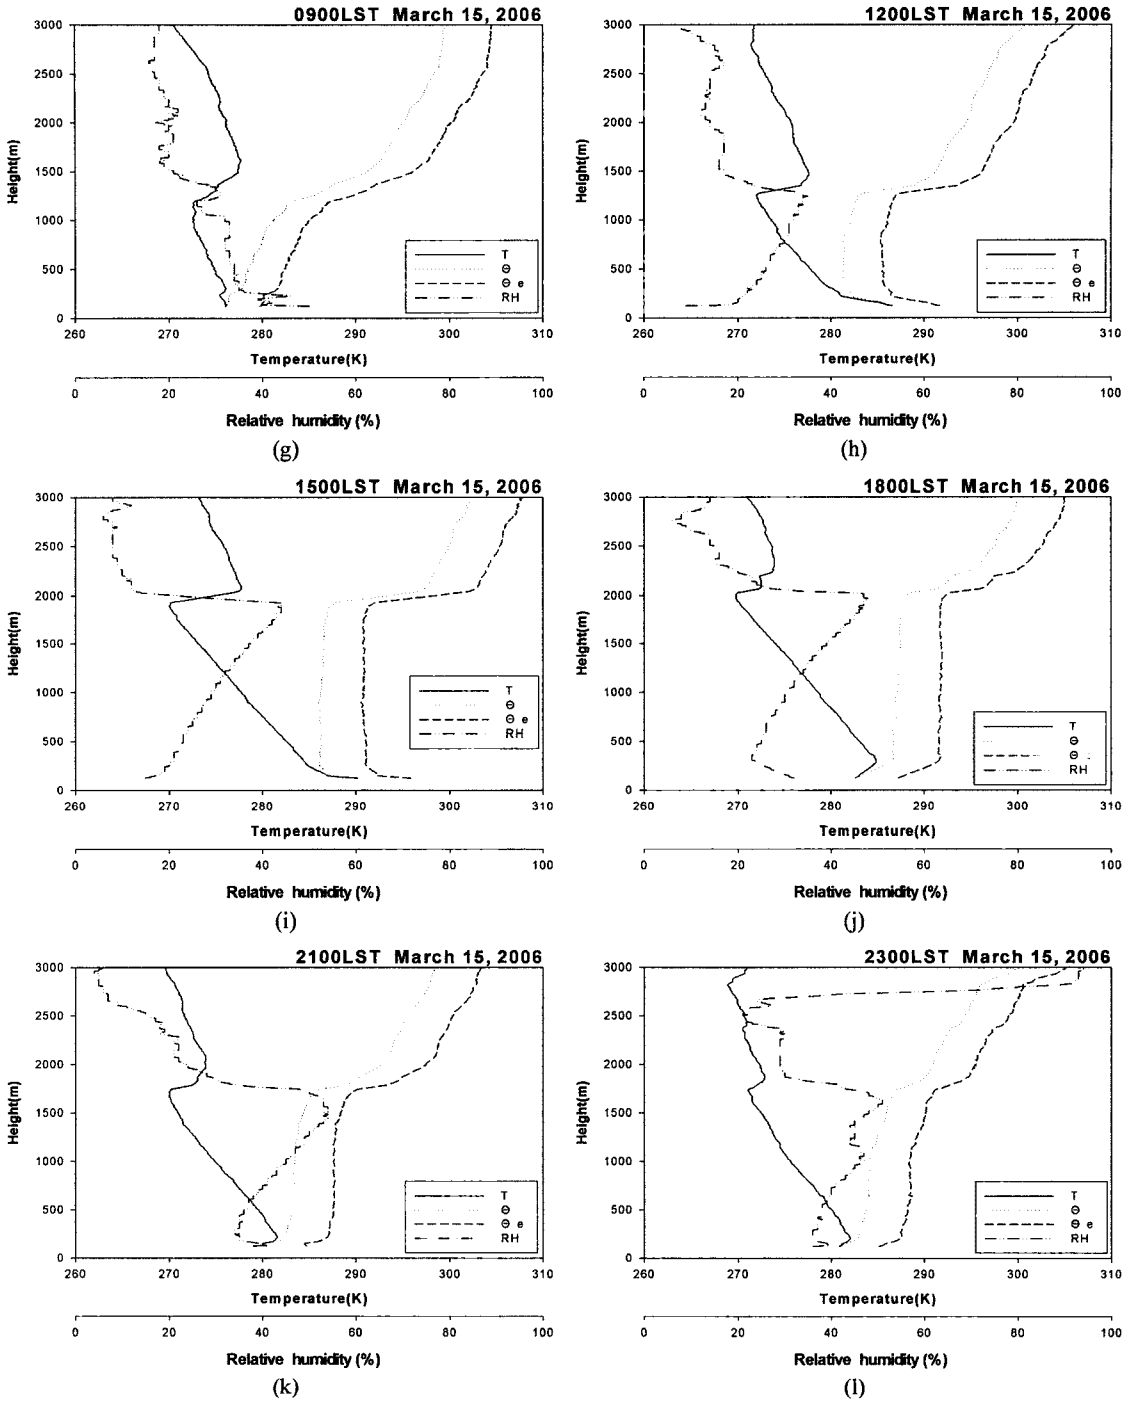 0900LST March 15, 2006
3000
2500
2000
1500
1000
500
0
Height(m)
T
Θ
Θ e
RH
260 270 280 290 300 310
Temperature(K)
0 20 40 60 80 100
Relative humidity (%)
(g)
1200LST March 15, 2006
3000
2500
2000
1500
1000
500
0
Height(m)
T
Θ
Θ e
RH
260 270 280 290 300 310
Temperature(K)
0 20 40 60 80 100
Relative humidity (%)
(h)
1500LST March 15, 2006
3000
2500
2000
1500
1000
500
0
Height(m)
T
Θ
Θ e
RH
260 270 280 290 300 310
Temperature(K)
0 20 40 60 80 100
Relative humidity (%)
(i)
1800LST March 15, 2006
3000
2500
2000
1500
1000
500
0
Height(m)
T
Θ
Θ
RH
260 270 280 290 300 310
Temperature(K)
0 20 40 60 80 100
Relative humidity (%)
(j)
2100LST March 15, 2006
3000
2500
2000
1500
1000
500
0
Height(m)
T
Θ
Θ e
RH
260 270 280 290 300 310
Temperature(K)
0 20 40 60 80 100
Relative humidity (%)
(k)
2300LST March 15, 2006
3000
2500
2000
1500
1000
500
0
Height(m)
T
Θ
Θ e
RH
260 270 280 290 300 310
Temperature(K)
0 20 40 60 80 100
Relative humidity (%)
(l)